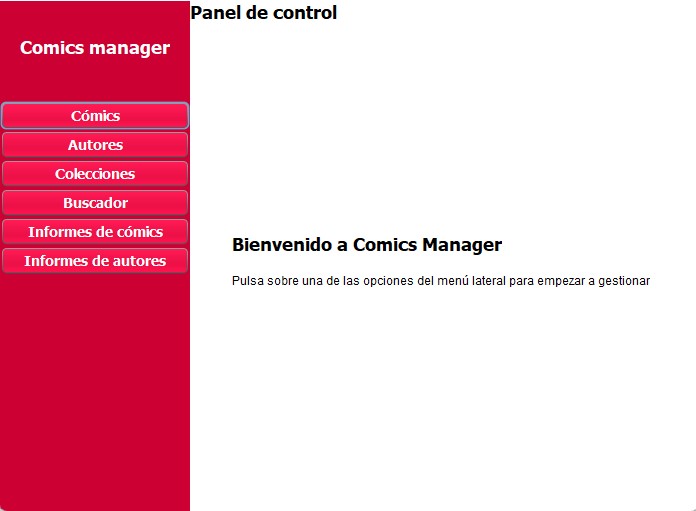 Panel de control
Comics manager
Cómics
Autores
Colecciones
Buscador
Informes de cómics
Informes de autores
Bienvenido a Comics Manager
Pulsa sobre una de las opciones del menú lateral para empezar a gestionar